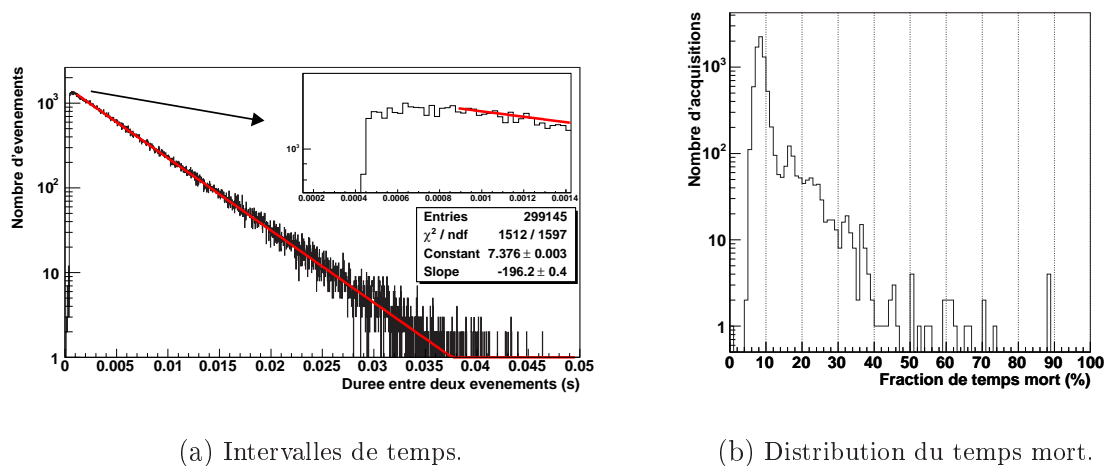 Nombre d'evenements
10³
10²
10
1
0 0.005 0.01 0.015 0.02 0.025 0.03 0.035 0.04 0.045 0.05
Duree entre deux evenements (s)
10³
0.0002 0.0004 0.0006 0.0008 0.001 0.0012 0.0014
Entries 299145
χ² / ndf 1512 / 1597
Constant 7.376 ± 0.003
Slope -196.2 ± 0.4
(a) Intervalles de temps.
Nombre d'acquisitions
10³
10²
10
1
0 10 20 30 40 50 60 70 80 90 100
Fraction de temps mort (%)
(b) Distribution du temps mort.